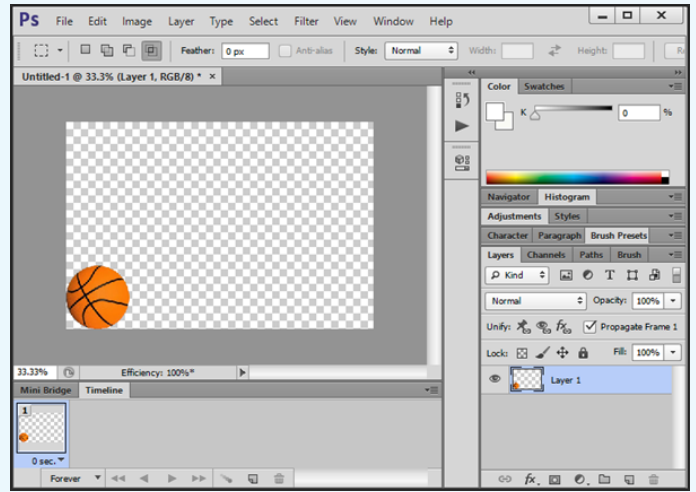 Ps File Edit Image Layer Type Select Filter View Window Help
Feather: 0 px Anti-alias Style: Normal Width: Height:
Untitled-1 @ 33.3% (Layer 1, RGB/8) * ×
Color Swatches
K 0 %
Navigator Histogram
Adjustments Styles
Character Paragraph Brush Presets
Layers Channels Paths Brush
Kind
Normal Opacity: 100%
Unify: Propagate Frame 1
Lock: Fill: 100%
Layer 1
33.33% Efficiency: 100%*
Mini Bridge Timeline
1
0 sec.
Forever
fx